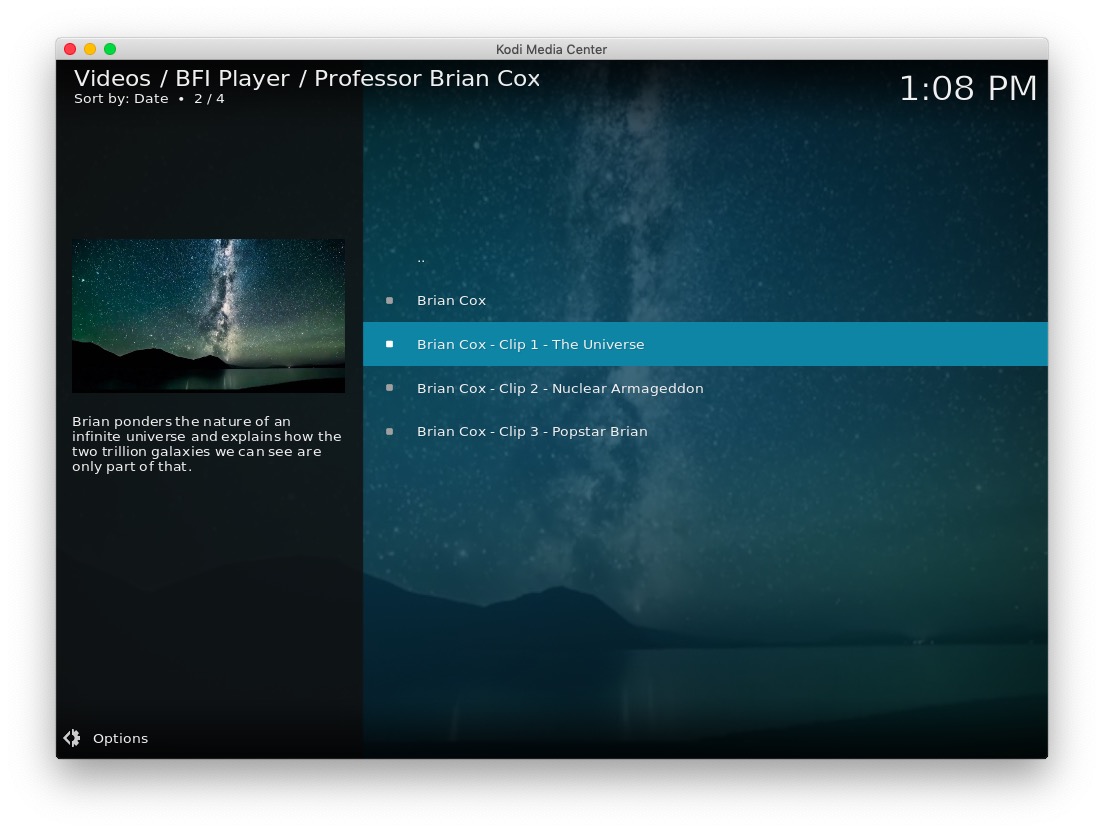 Kodi Media Center
Videos / BFI Player / Professor Brian Cox
Sort by: Date • 2 / 4
1:08 PM
..
Brian Cox
Brian Cox - Clip 1 - The Universe
Brian Cox - Clip 2 - Nuclear Armageddon
Brian Cox - Clip 3 - Popstar Brian
Brian ponders the nature of an
infinite universe and explains how the
two trillion galaxies we can see are
only part of that.
Options